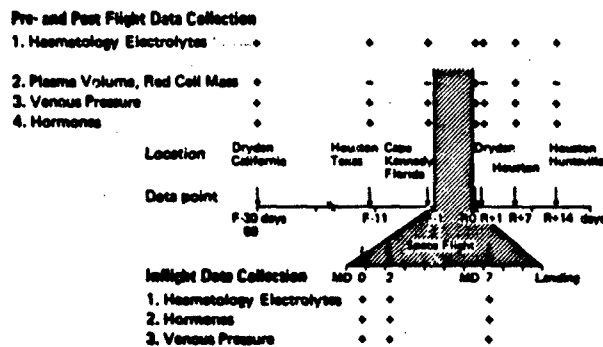 Pre- and Post Flight Data Collection
1. Haematology Electrolytes
2. Plasma Volume, Red Cell Mass
3. Venous Pressure
4. Hormones
Location
Dryden California
Houston Texas
Cape Kennedy Florida
Dryden
Houston
Houston Huntsville
Data point
F-30 days
F-11
R0 R+1 R+7 R+14 days
Space Flight
MD 0 2 MD 7 Landing
Inflight Data Collection
1. Haematology Electrolytes
2. Hormones
3. Venous Pressure